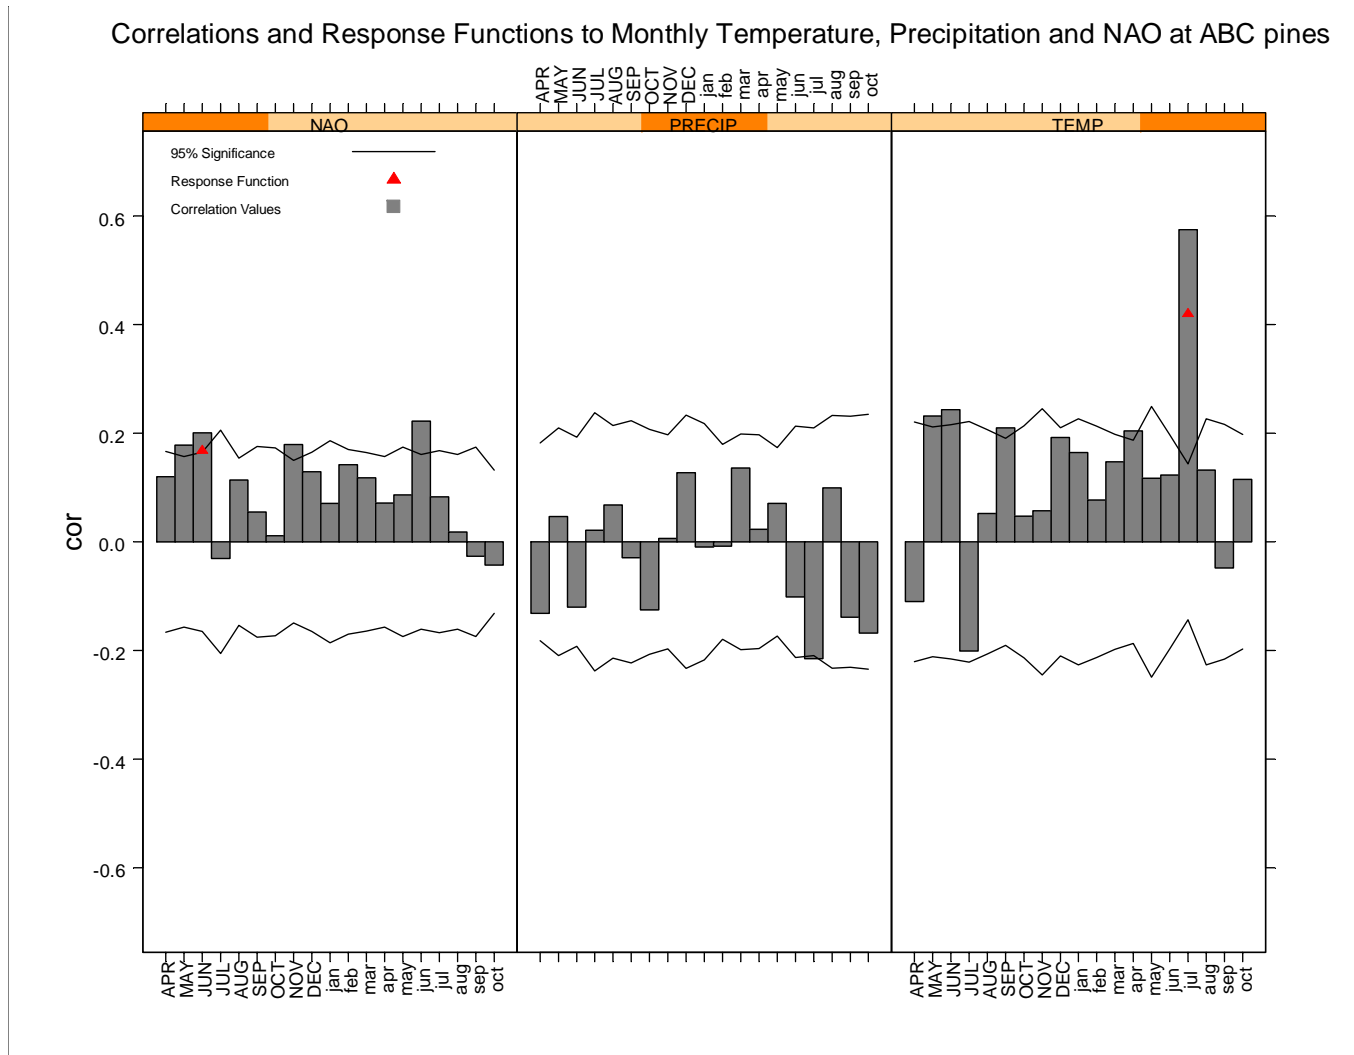 Correlations and Response Functions to Monthly Temperature, Precipitation and NAO at ABC pines
APR MAY JUN JUL AUG SEP OCT NOV DEC jan feb mar apr may jun jul aug sep oct
NAO PRECIP TEMP
95% Significance
Response Function
Correlation Values
cor
0.6
0.4
0.2
0.0
-0.2
-0.4
-0.6
APR MAY JUN JUL AUG SEP OCT NOV DEC jan feb mar apr may jun jul aug sep oct
APR MAY JUN JUL AUG SEP OCT NOV DEC jan feb mar apr may jun jul aug sep oct